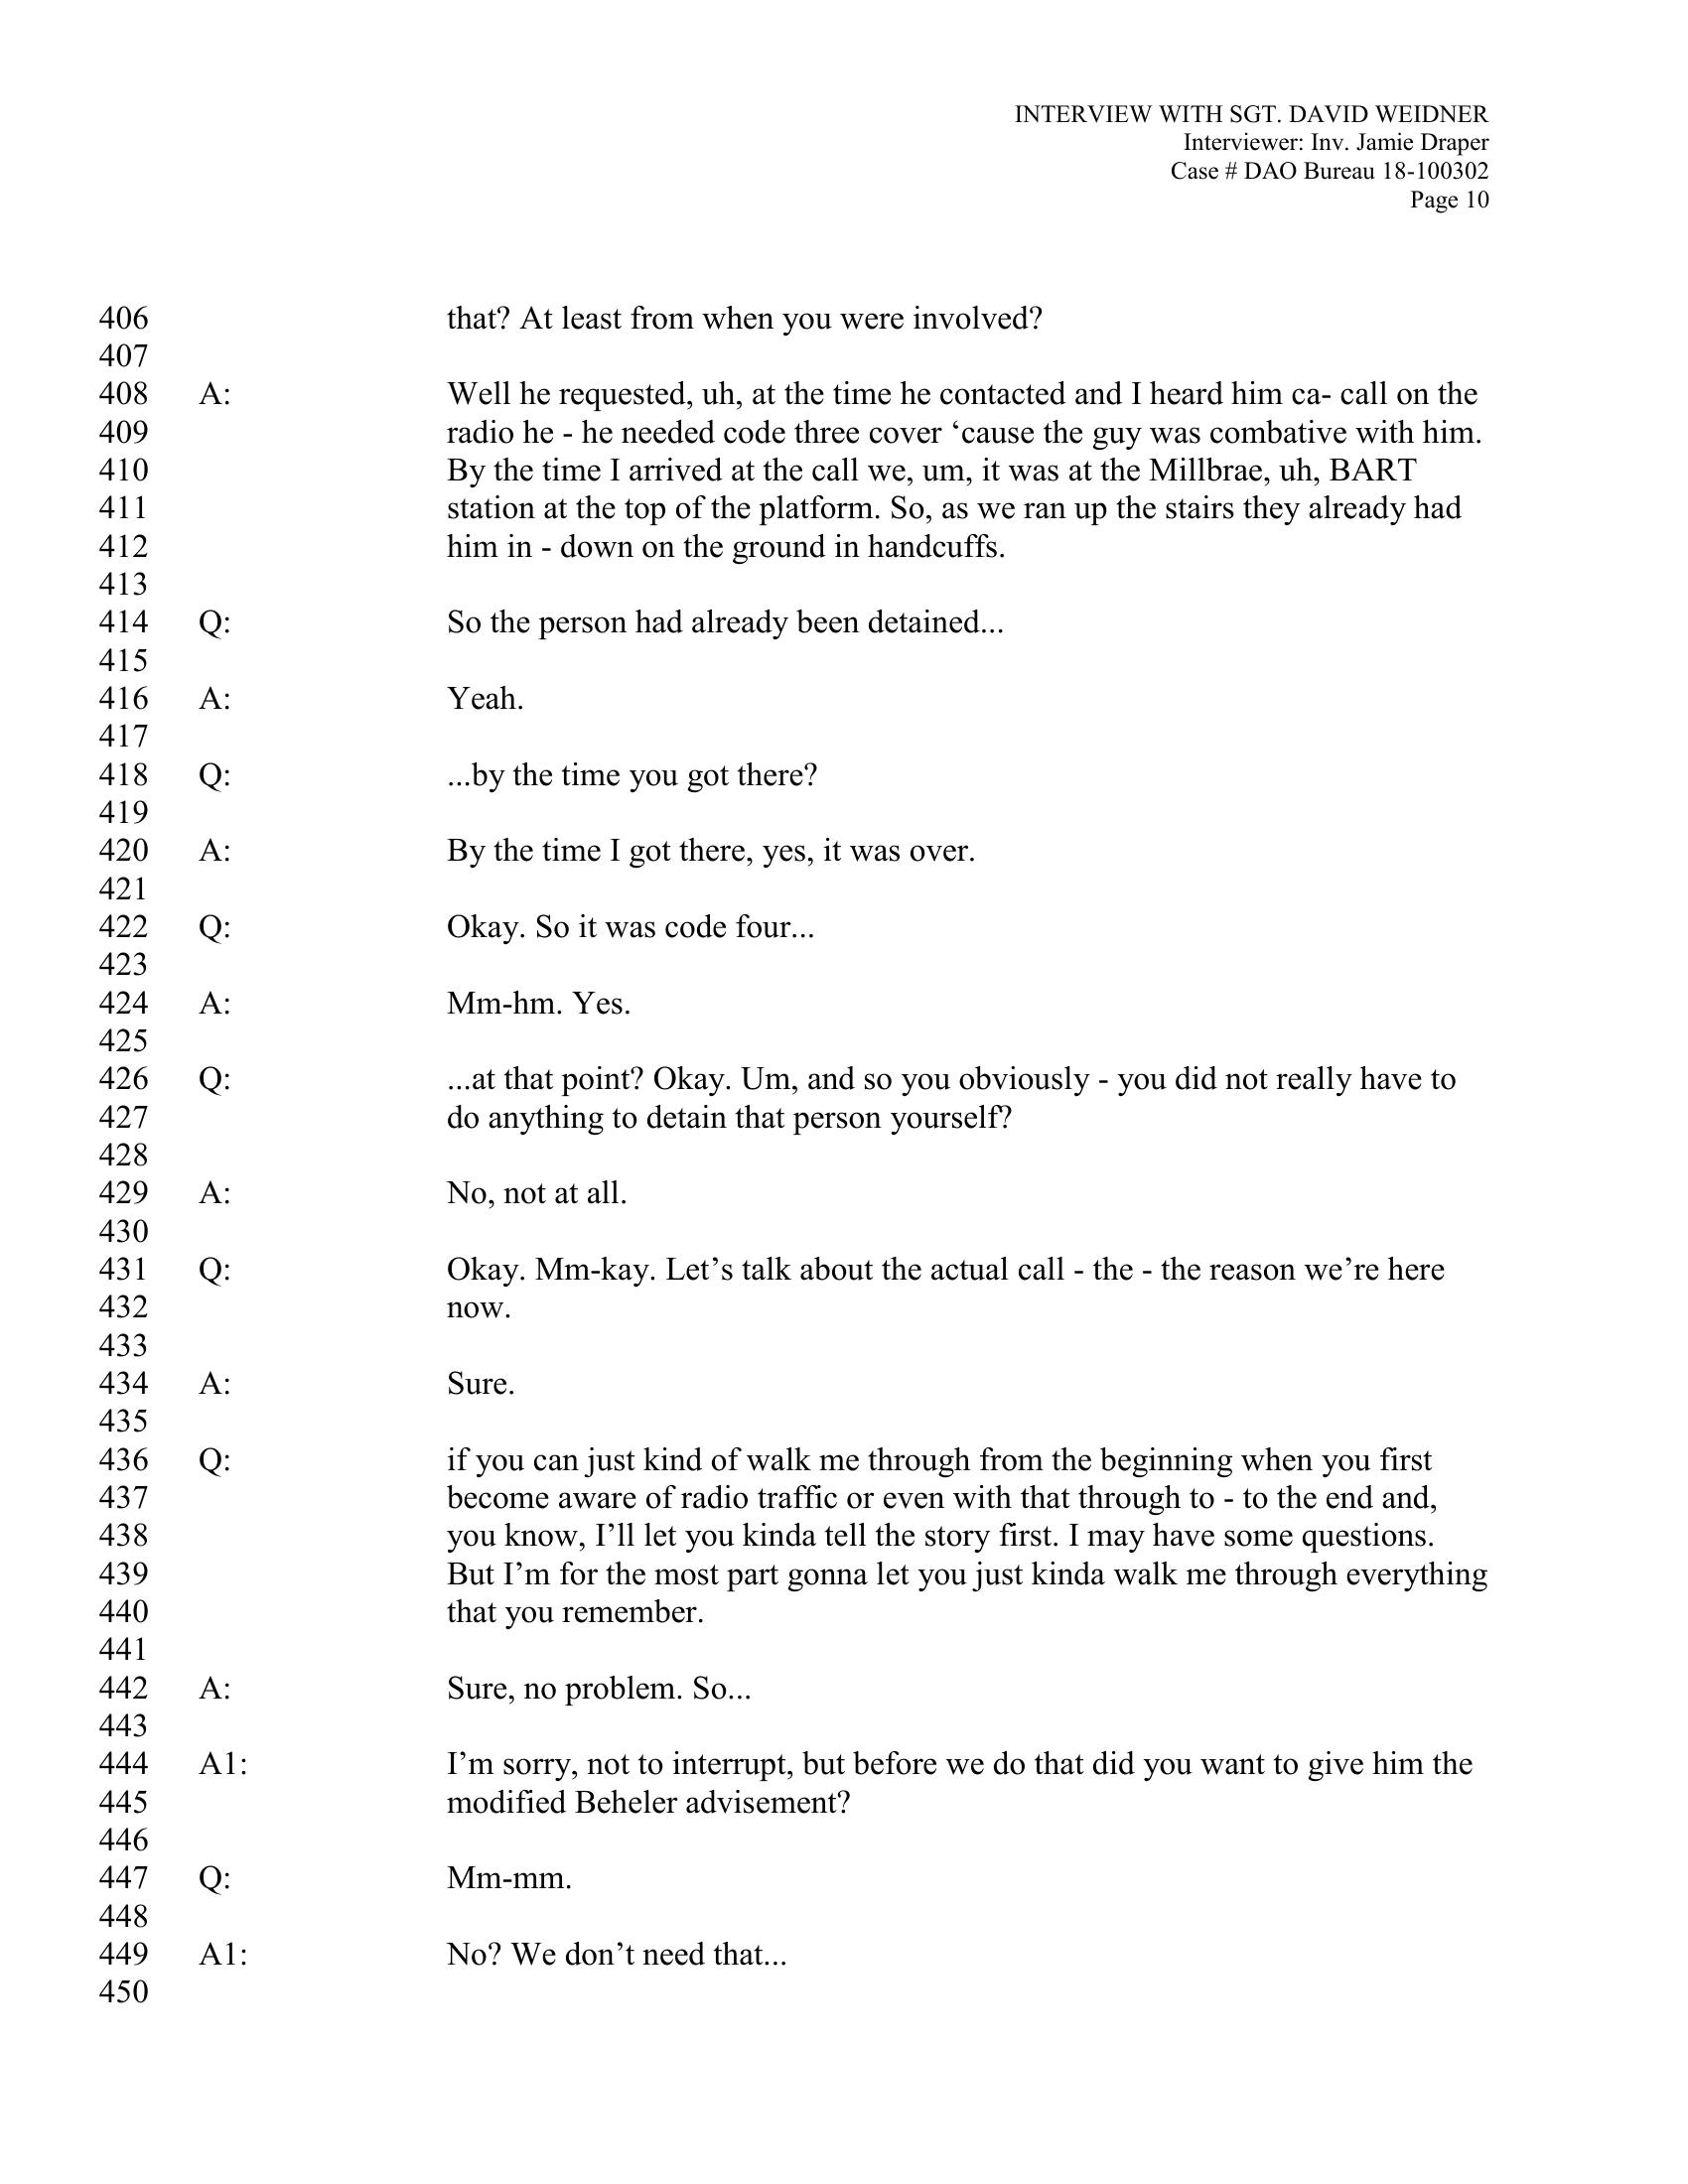 INTERVIEW WITH SGT. DAVID WEIDNER
Interviewer: Inv. Jamie Draper
Case # DAO Bureau 18-100302
Page 10
406 that? At least from when you were involved?
407
408 A: Well he requested, uh, at the time he contacted and I heard him ca- call on the
409 radio he - he needed code three cover ‘cause the guy was combative with him.
410 By the time I arrived at the call we, um, it was at the Millbrae, uh, BART
411 station at the top of the platform. So, as we ran up the stairs they already had
412 him in - down on the ground in handcuffs.
413
414 Q: So the person had already been detained...
415
416 A: Yeah.
417
418 Q: ...by the time you got there?
419
420 A: By the time I got there, yes, it was over.
421
422 Q: Okay. So it was code four...
423
424 A: Mm-hm. Yes.
425
426 Q: ...at that point? Okay. Um, and so you obviously - you did not really have to
427 do anything to detain that person yourself?
428
429 A: No, not at all.
430
431 Q: Okay. Mm-kay. Let’s talk about the actual call - the - the reason we’re here
432 now.
433
434 A: Sure.
435
436 Q: if you can just kind of walk me through from the beginning when you first
437 become aware of radio traffic or even with that through to - to the end and,
438 you know, I’ll let you kinda tell the story first. I may have some questions.
439 But I’m for the most part gonna let you just kinda walk me through everything
440 that you remember.
441
442 A: Sure, no problem. So...
443
444 A1: I’m sorry, not to interrupt, but before we do that did you want to give him the
445 modified Beheler advisement?
446
447 Q: Mm-mm.
448
449 A1: No? We don’t need that...
450